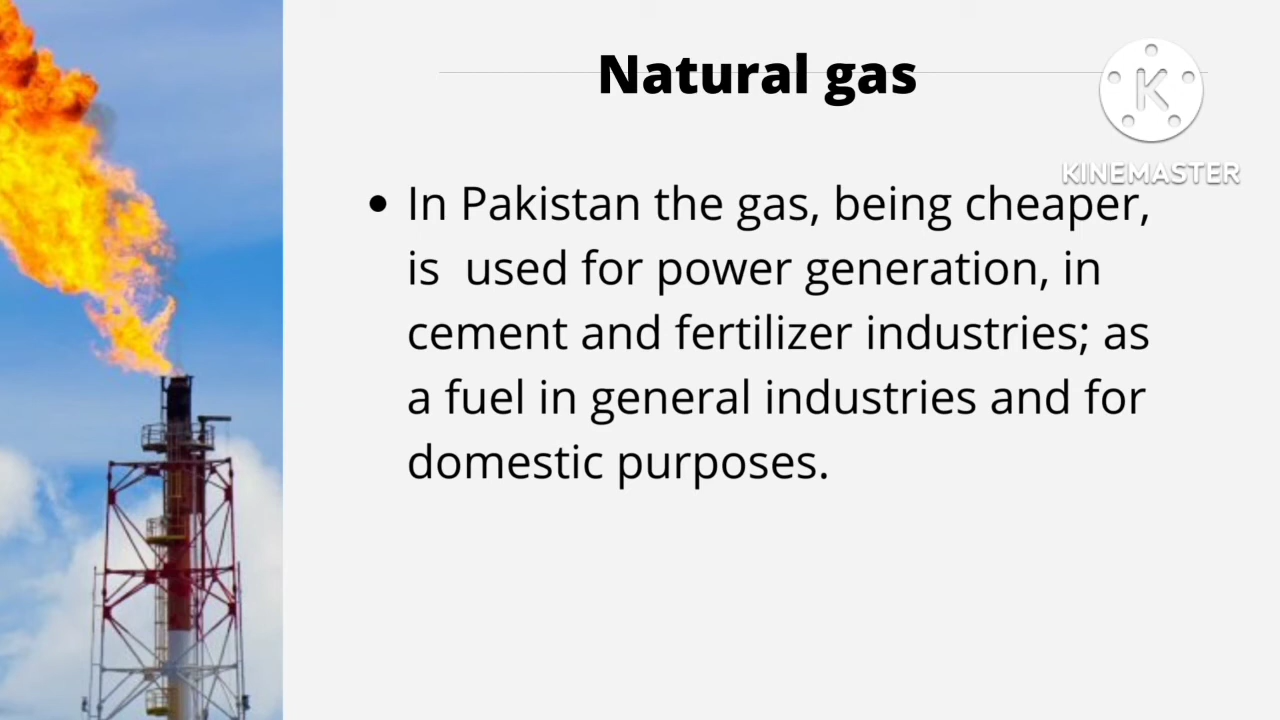 Natural gas
K
KINEMASTER
• In Pakistan the gas, being cheaper,
is  used for power generation, in
cement and fertilizer industries; as
a fuel in general industries and for
domestic purposes.